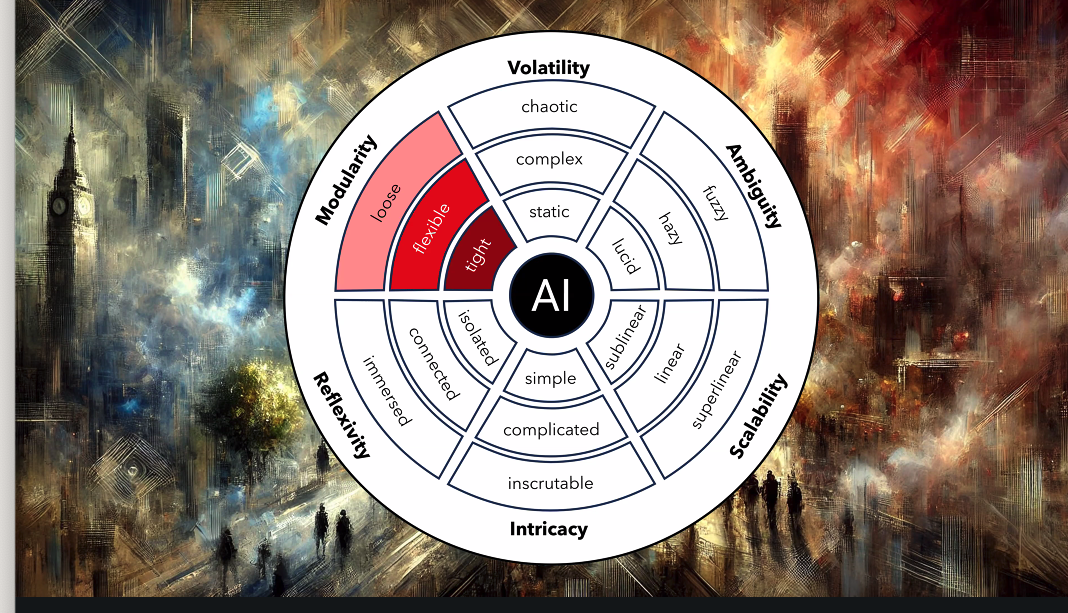 Volatility
chaotic
complex
static
Ambiguity
fuzzy
hazy
lucid
Scalability
superlinear
linear
sublinear
Intricacy
inscrutable
complicated
simple
Reflexivity
immersed
connected
isolated
Modularity
loose
flexible
tight
AI